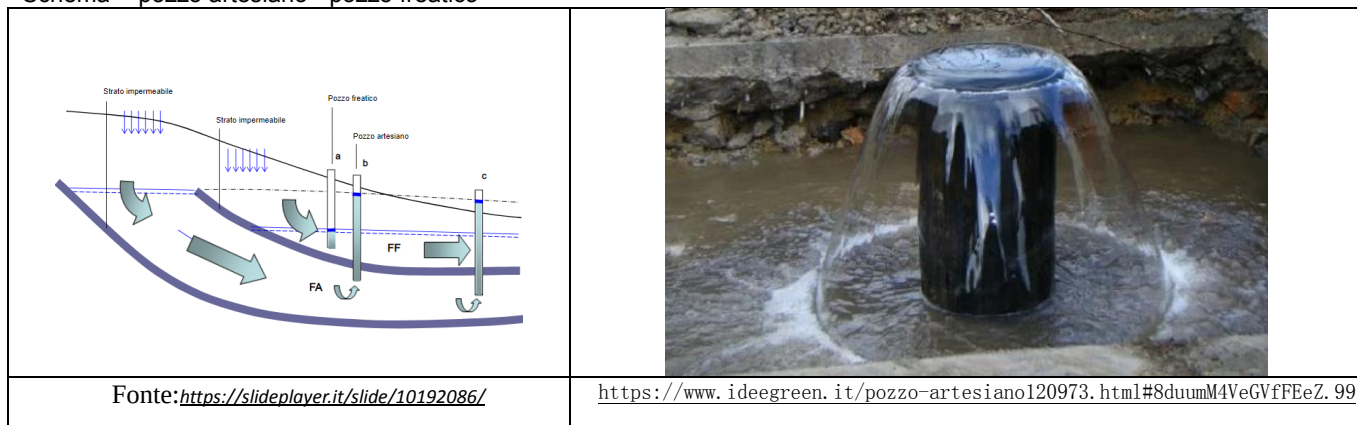 Schema – pozzo artesiano - pozzo freatico
Strato impermeabile
Strato impermeabile
Pozzo freatico
Pozzo artesiano
a
b
c
FF
FA
Fonte:https://slideplayer.it/slide/10192086/
https://www.ideegreen.it/pozzo-artesiano120973.html#8duumM4VeGVfFEeZ.99